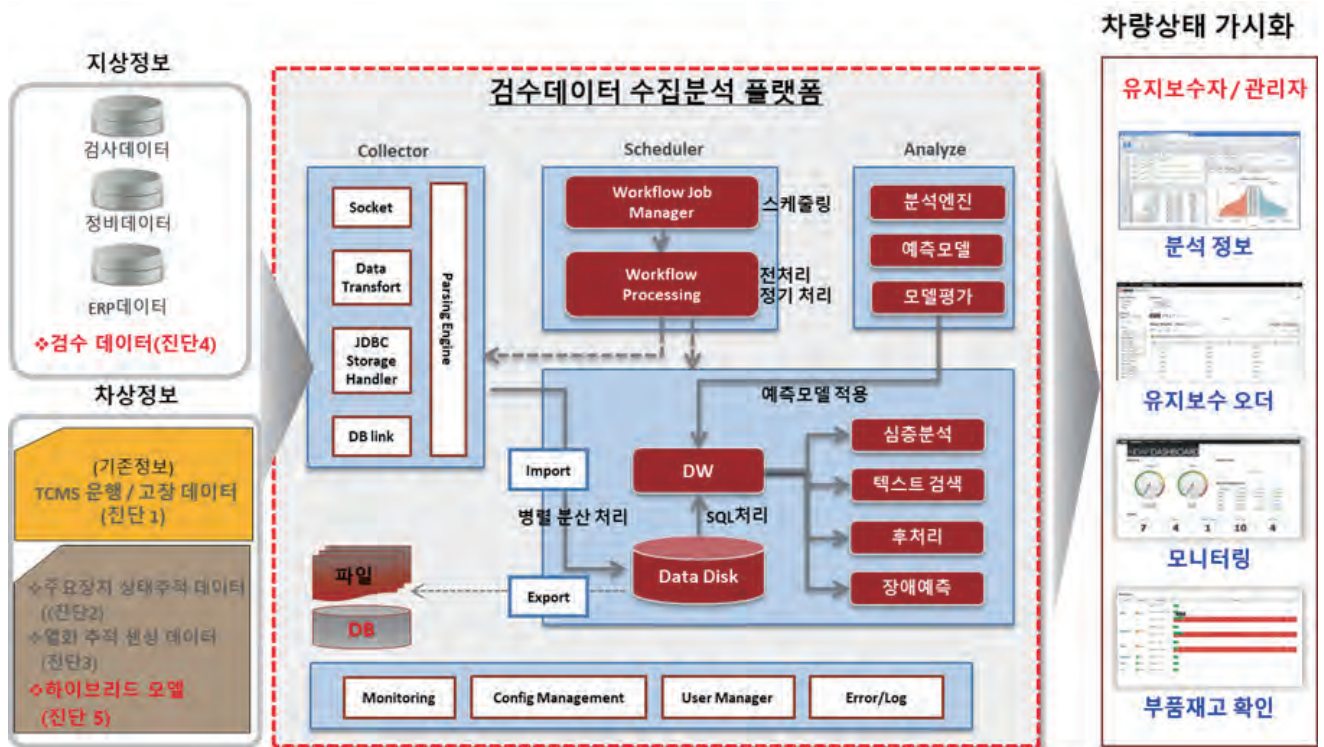 차량상태 가시화
지상정보
검사데이터
정비데이터
ERP데이터
❖검수 데이터(진단4)
차상정보
(기존정보)
TCMS 운행 / 고장 데이터
(진단 1)
❖주요장치 상태추적 데이터
((진단2)
❖열화 추적 센싱 데이터
(진단3)
❖하이브리드 모델
(진단 5)
검수데이터 수집분석 플랫폼
Collector
Socket
Data
Transfort
JDBC
Storage
Handler
DB link
Parsing Engine
Scheduler
Workflow Job
Manager
스케줄링
Workflow
Processing
전처리
정기 처리
Analyze
분석엔진
예측모델
모델평가
예측모델 적용
Import
병렬 분산 처리
DW
SQL처리
Data Disk
Export
심층분석
텍스트 검색
후처리
장애예측
파일
DB
Monitoring
Config Management
User Manager
Error/Log
유지보수자 / 관리자
분석 정보
유지보수 오더
DASHBOARD
7 4 1 10 4
모니터링
부품재고 확인